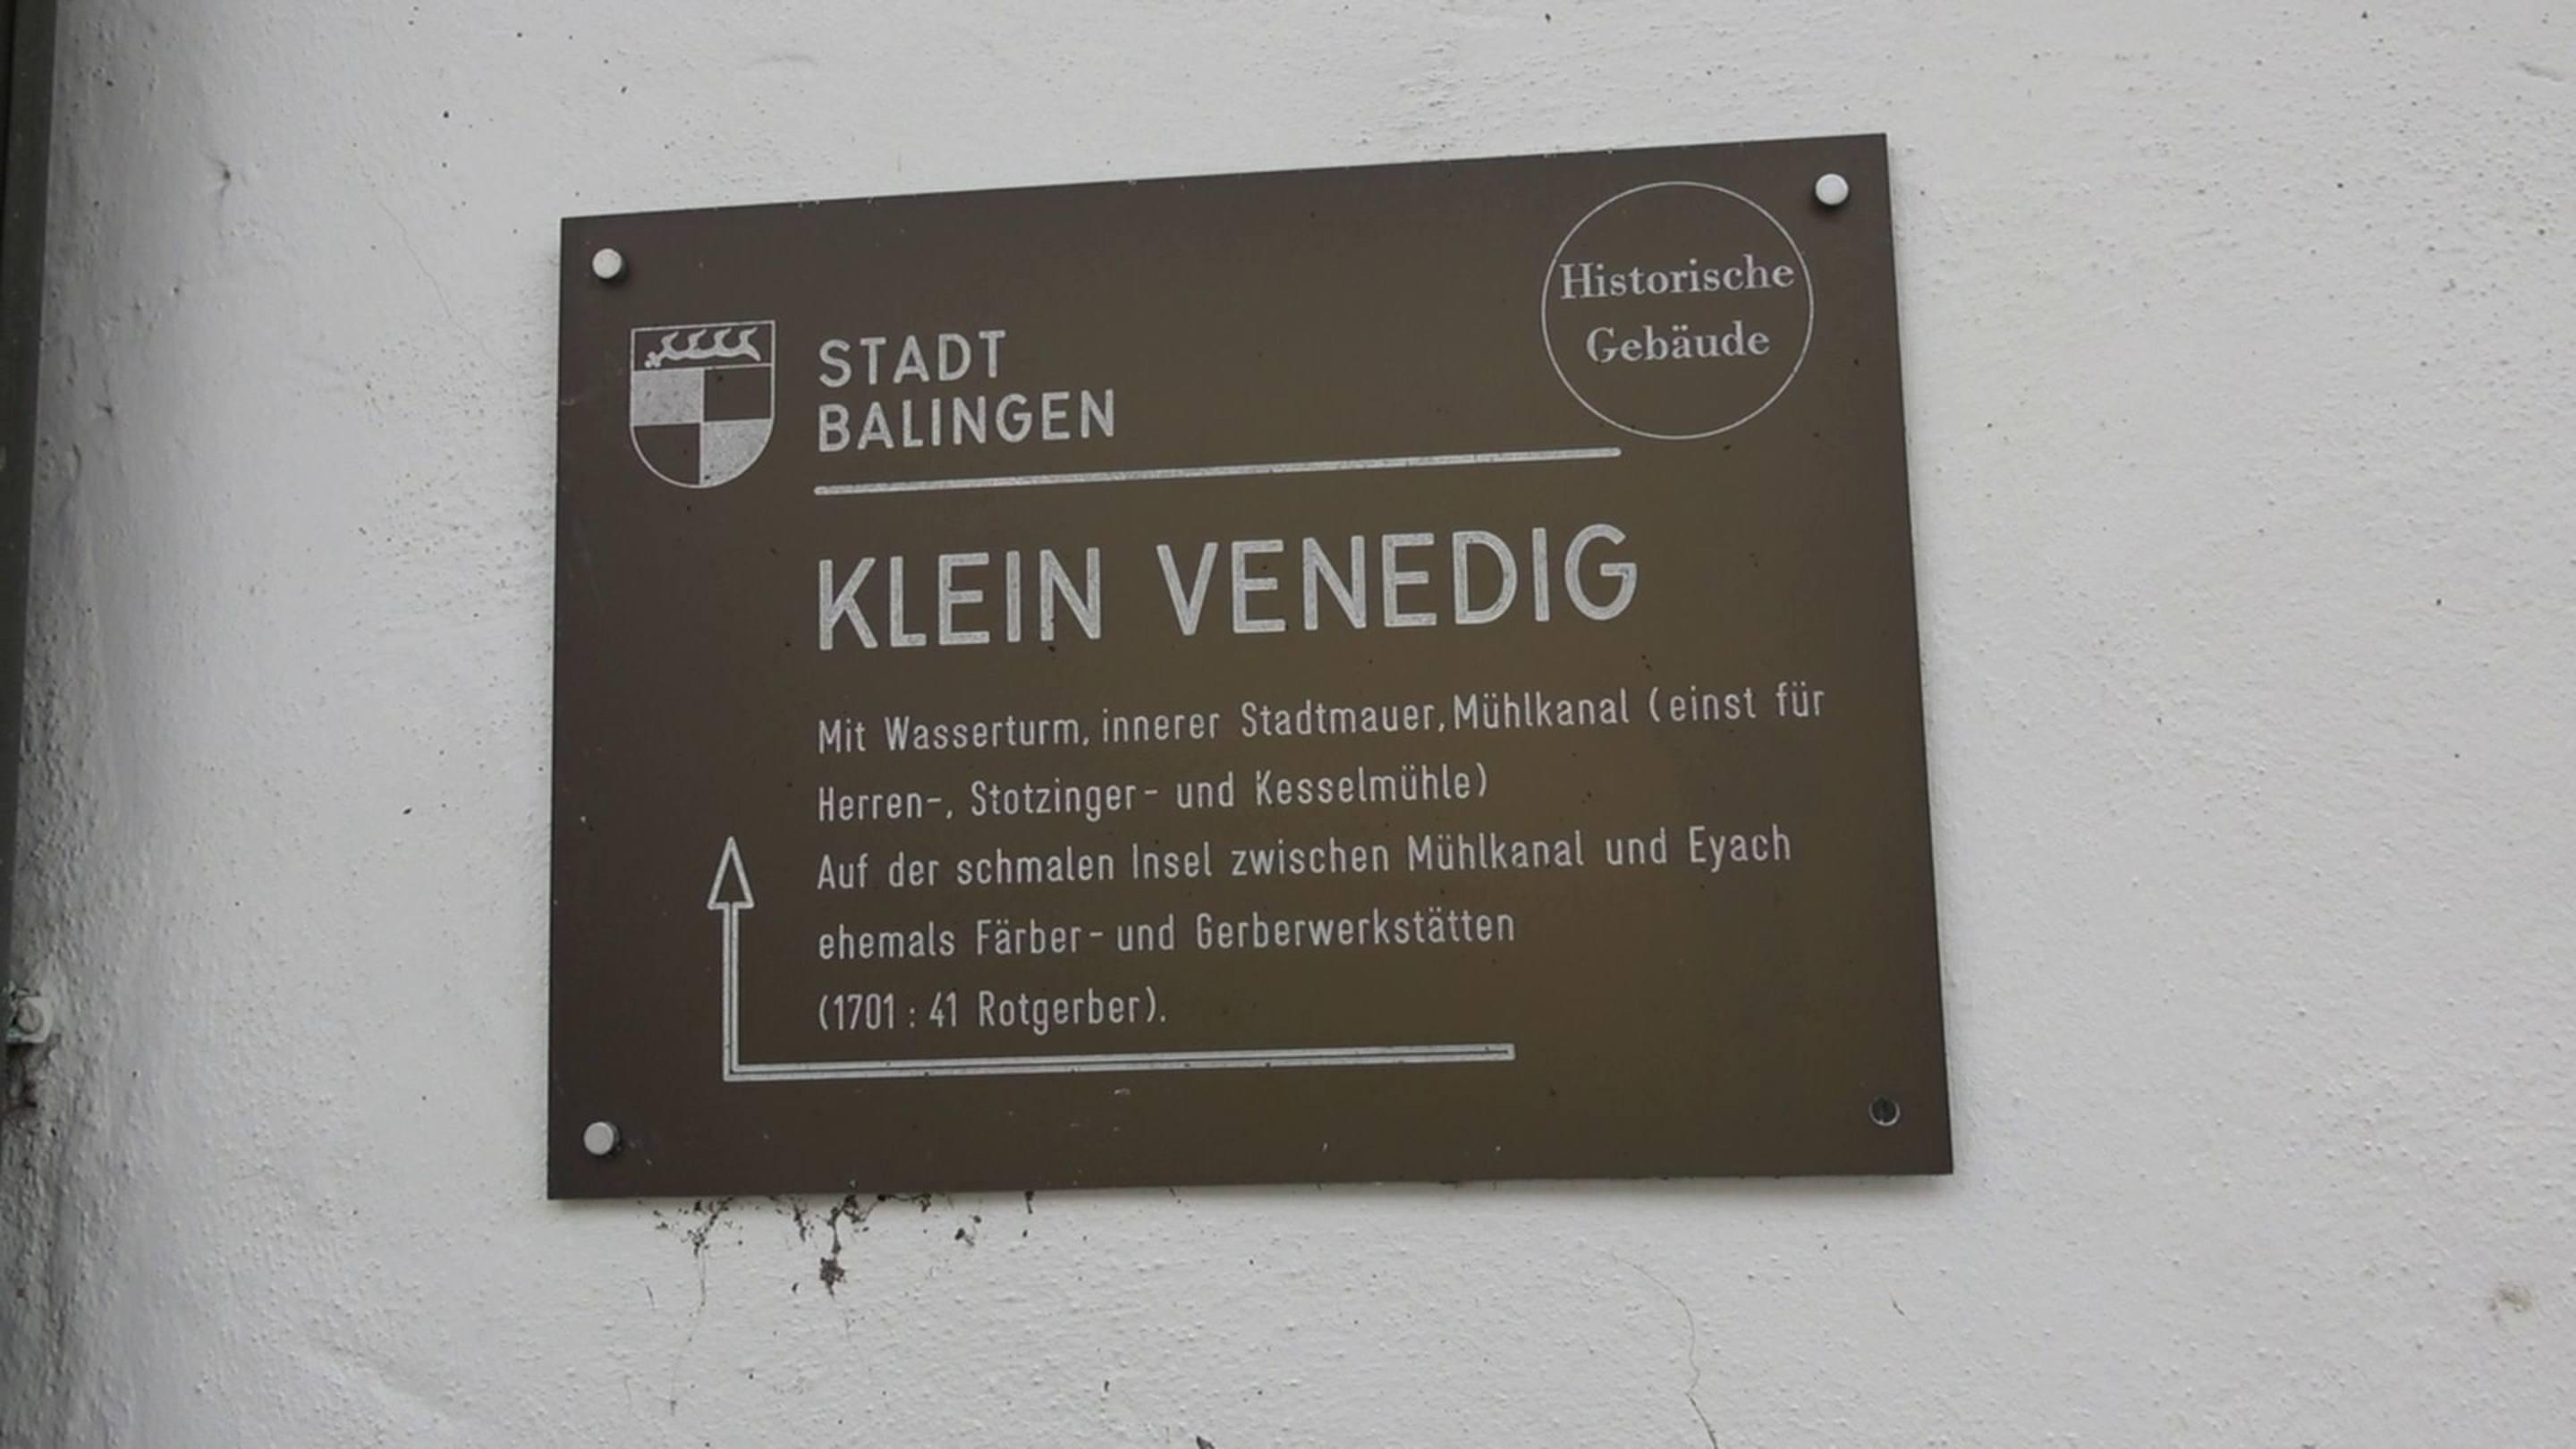 Historische
Gebäude
STADT
BALINGEN
KLEIN VENEDIG
Mit Wasserturm, innerer Stadtmauer, Mühlkanal (einst für
Herren-, Stotzinger- und Kesselmühle)
Auf der schmalen Insel zwischen Mühlkanal und Eyach
ehemals Färber- und Gerberwerkstätten
(1701 : 41 Rotgerber).